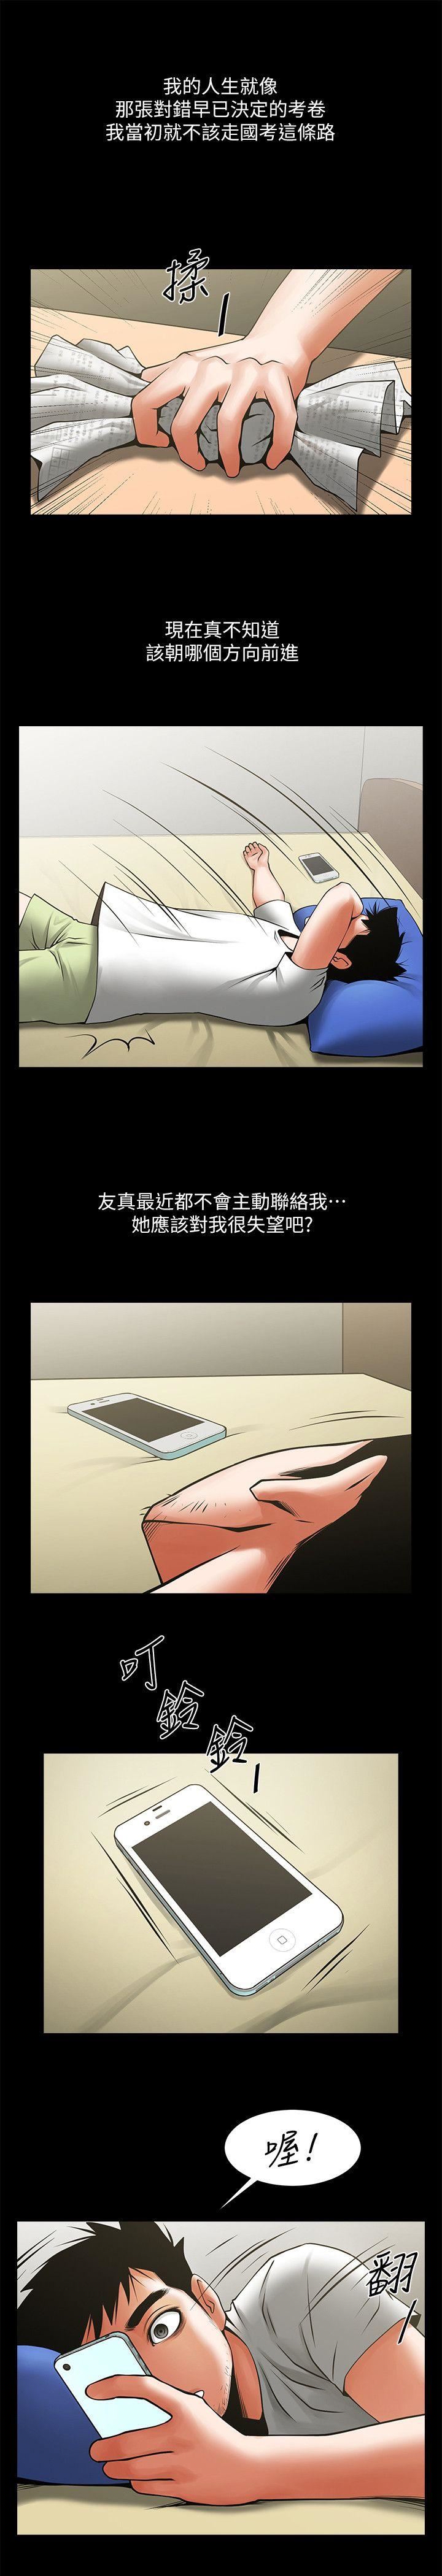 我的人生就像
那張對錯早已決定的考卷
我當初就不該走國考這條路
揉
現在真不知道
該朝哪個方向前進
友真最近都不會主動聯絡我⋯
她應該對我很失望吧?
叮鈴鈴
喔!
翻